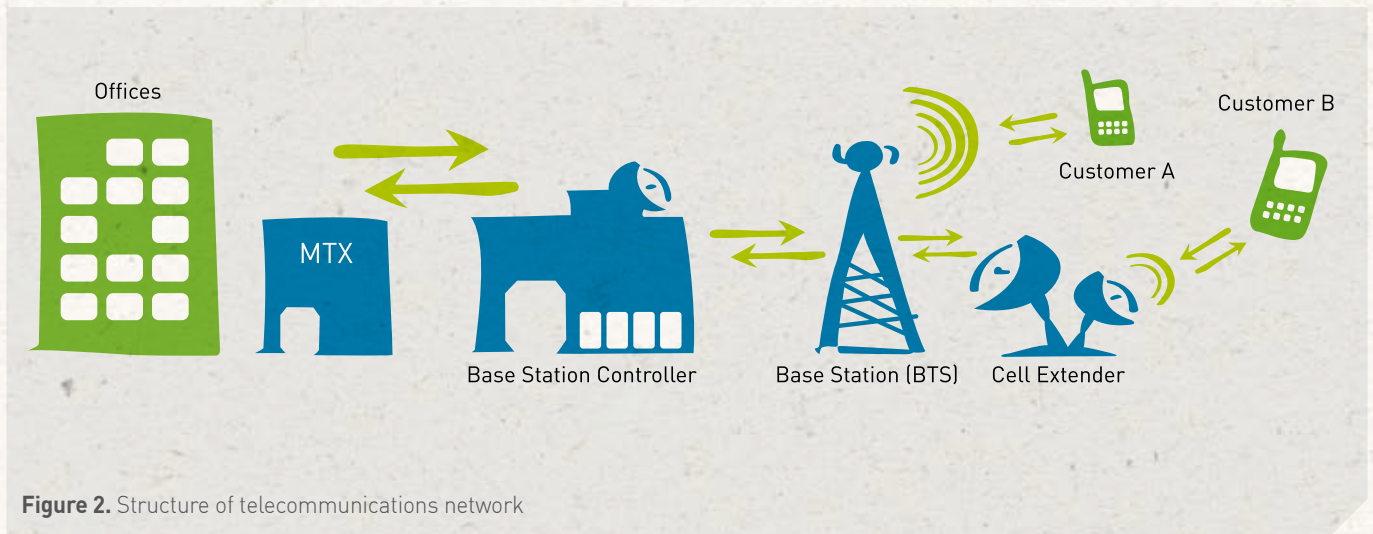 Offices
Customer B
Customer A
MTX
Base Station Controller
Base Station (BTS)
Cell Extender
Figure 2. Structure of telecommunications network